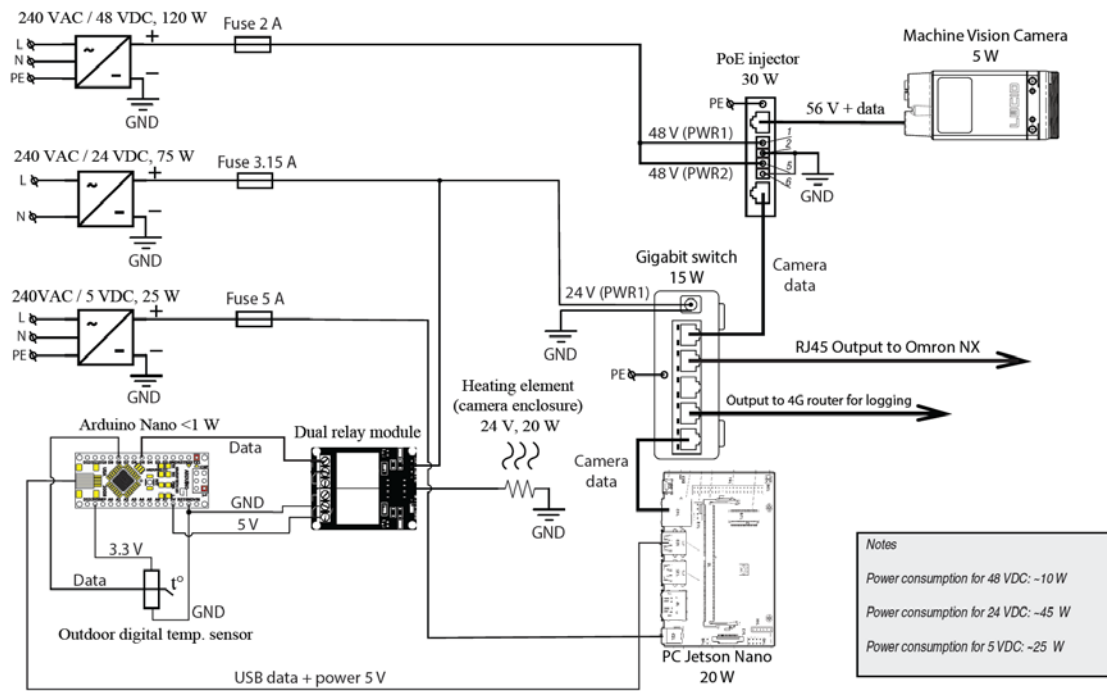 240 VAC / 48 VDC, 120 W
L
N
PE
~
-
+
−
GND
Fuse 2 A
Machine Vision Camera
5 W
PoE injector
30 W
PE
56 V + data
48 V (PWR1)
48 V (PWR2)
1
2
5
6
GND
240 VAC / 24 VDC, 75 W
L
N
~
-
+
−
GND
Fuse 3.15 A
Gigabit switch
15 W
Camera
data
24 V (PWR1)
GND
PE
RJ45 Output to Omron NX
Output to 4G router for logging
240VAC / 5 VDC, 25 W
L
N
PE
~
-
+
−
GND
Fuse 5 A
Heating element
(camera enclosure)
24 V, 20 W
GND
Arduino Nano <1 W
Data
Dual relay module
GND
5 V
3.3 V
Data
t°
GND
Outdoor digital temp. sensor
Camera
data
USB data + power 5 V
PC Jetson Nano
20 W
Notes
Power consumption for 48 VDC: ~10 W
Power consumption for 24 VDC: ~45 W
Power consumption for 5 VDC: ~25 W